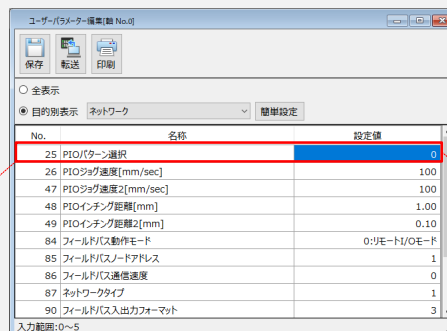 ユーザーパラメーター編集[軸 No.0]
保存 転送 印刷
全表示
目的別表示 ネットワーク 簡単設定
No. 名称 設定値
25 PIOパターン選択 0
26 PIOジョグ速度[mm/sec] 100
47 PIOジョグ速度2[mm/sec] 100
48 PIOインチング距離[mm] 1.00
49 PIOインチング距離2[mm] 0.10
84 フィールドバス動作モード 0:リモートI/Oモード
85 フィールドバスノードアドレス 1
86 フィールドバス通信速度 0
87 ネットワークタイプ 1
90 フィールドバス入出力フォーマット 3
入力範囲:0~5